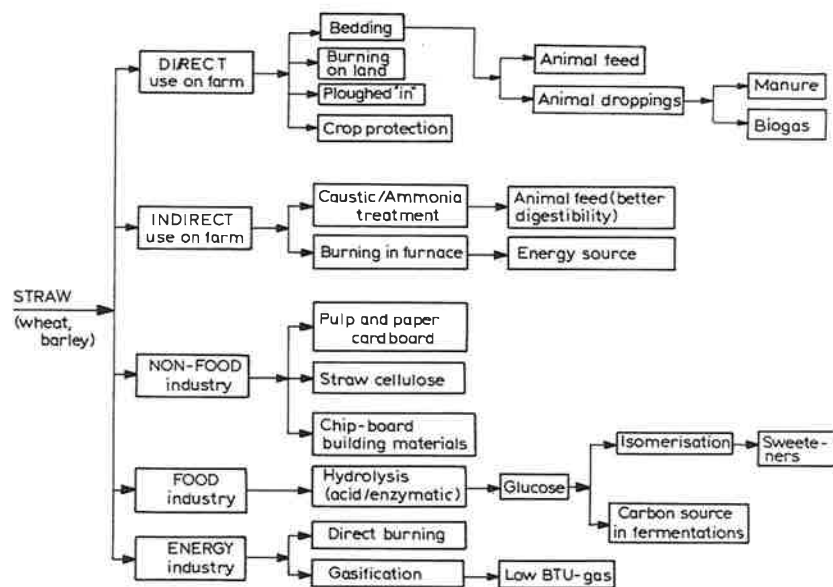 Bedding
DIRECT
use on farm
Burning
on land
Ploughed "in"
Crop protection
Animal feed
Animal droppings
Manure
Biogas
INDIRECT
use on farm
Caustic/Ammonia
treatment
Animal feed (better
digestibility)
Burning in furnace
Energy source
STRAW
(wheat,
barley)
NON-FOOD
industry
Pulp and paper
cardboard
Straw cellulose
Chip-board
building materials
FOOD
industry
Hydrolysis
(acid/enzymatic)
Glucose
Isomerisation
Sweete-
ners
Carbon source
in fermentations
ENERGY
industry
Direct burning
Gasification
Low BTU-gas